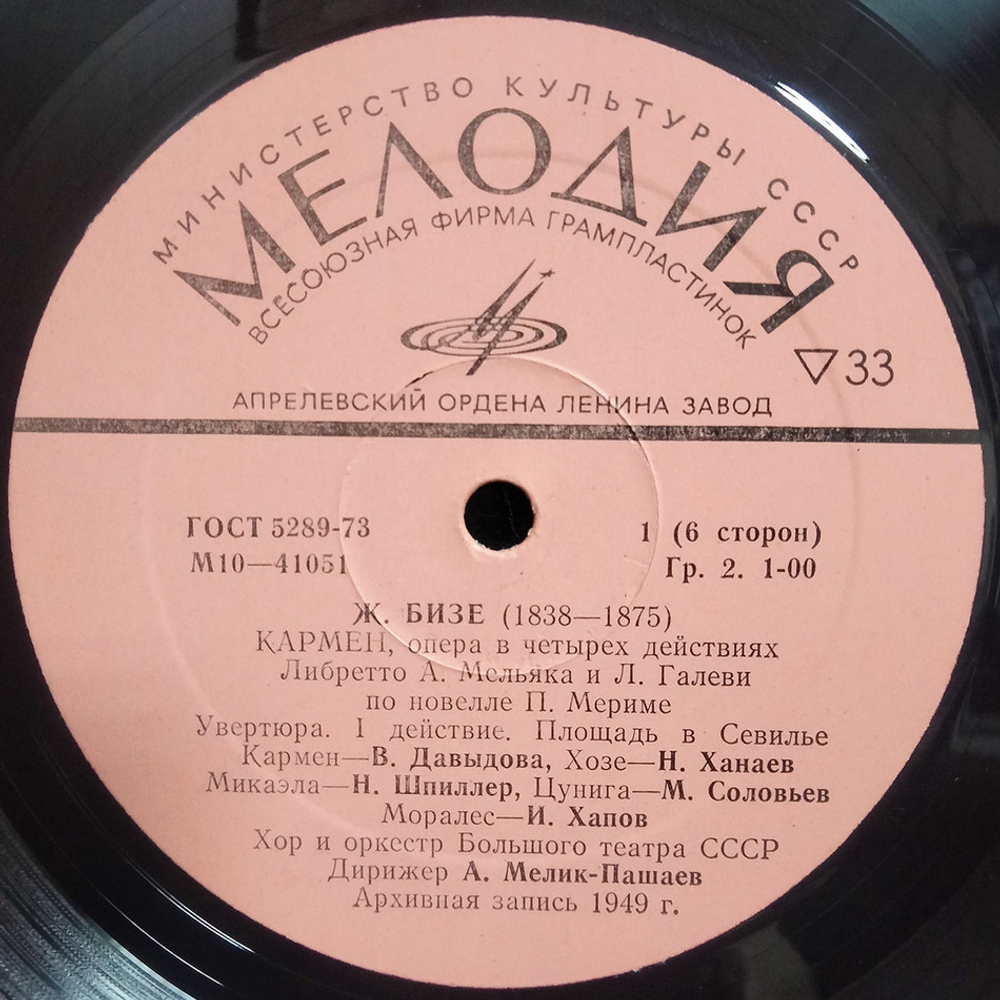 МИНИСТЕРСТВО КУЛЬТУРЫ СССР
МЕЛОДИЯ
ВСЕСОЮЗНАЯ ФИРМА ГРАМПЛАСТИНОК
▽33
АПРЕЛЕВСКИЙ ОРДЕНА ЛЕНИНА ЗАВОД
ГОСТ 5289-73 1 (6 сторон)
М10—41051 Гр. 2. 1-00
Ж. БИЗЕ (1838—1875)
КАРМЕН, опера в четырех действиях
Либретто А. Мельяка и Л. Галеви
по новелле П. Мериме
Увертюра. I действие. Площадь в Севилье
Кармен—В. Давыдова, Хозе—Н. Ханаев
Микаэла—Н. Шпиллер, Цунига—М. Соловьев
Моралес—И. Хапов
Хор и оркестр Большого театра СССР
Дирижер А. Мелик-Пашаев
Архивная запись 1949 г.